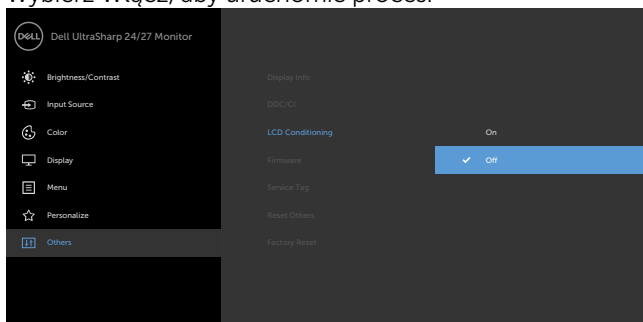 Wybierz Włącz, aby uruchomić proces.
DELL
Dell UltraSharp 24/27 Monitor
Brightness/Contrast
Display Info
Input Source
DDC/CI
Color
LCD Conditioning
On
Display
Firmware
Off
Menu
Service Tag
Personalize
Reset Others
Others
Factory Reset